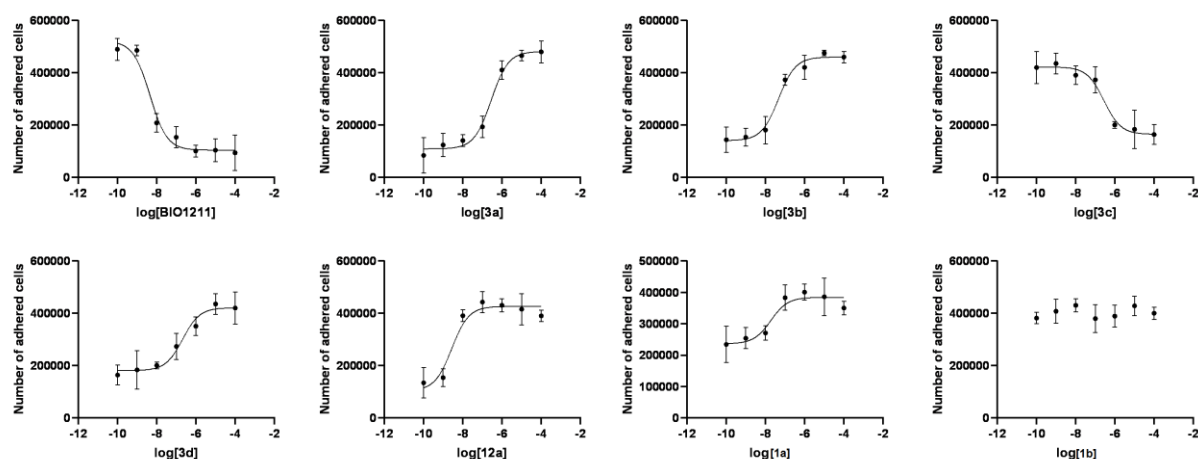 Number of adhered cells
600000
400000
200000
0
-12 -10 -8 -6 -4 -2
log[BIO1211]
Number of adhered cells
600000
400000
200000
0
-12 -10 -8 -6 -4 -2
log[3a]
Number of adhered cells
600000
400000
200000
0
-12 -10 -8 -6 -4 -2
log[3b]
Number of adhered cells
600000
400000
200000
0
-12 -10 -8 -6 -4 -2
log[3c]
Number of adhered cells
600000
400000
200000
0
-12 -10 -8 -6 -4 -2
log[3d]
Number of adhered cells
600000
400000
200000
0
-12 -10 -8 -6 -4 -2
log[12a]
Number of adhered cells
500000
400000
300000
200000
100000
0
-12 -10 -8 -6 -4 -2
log[1a]
Number of adhered cells
600000
400000
200000
0
-12 -10 -8 -6 -4 -2
log[1b]